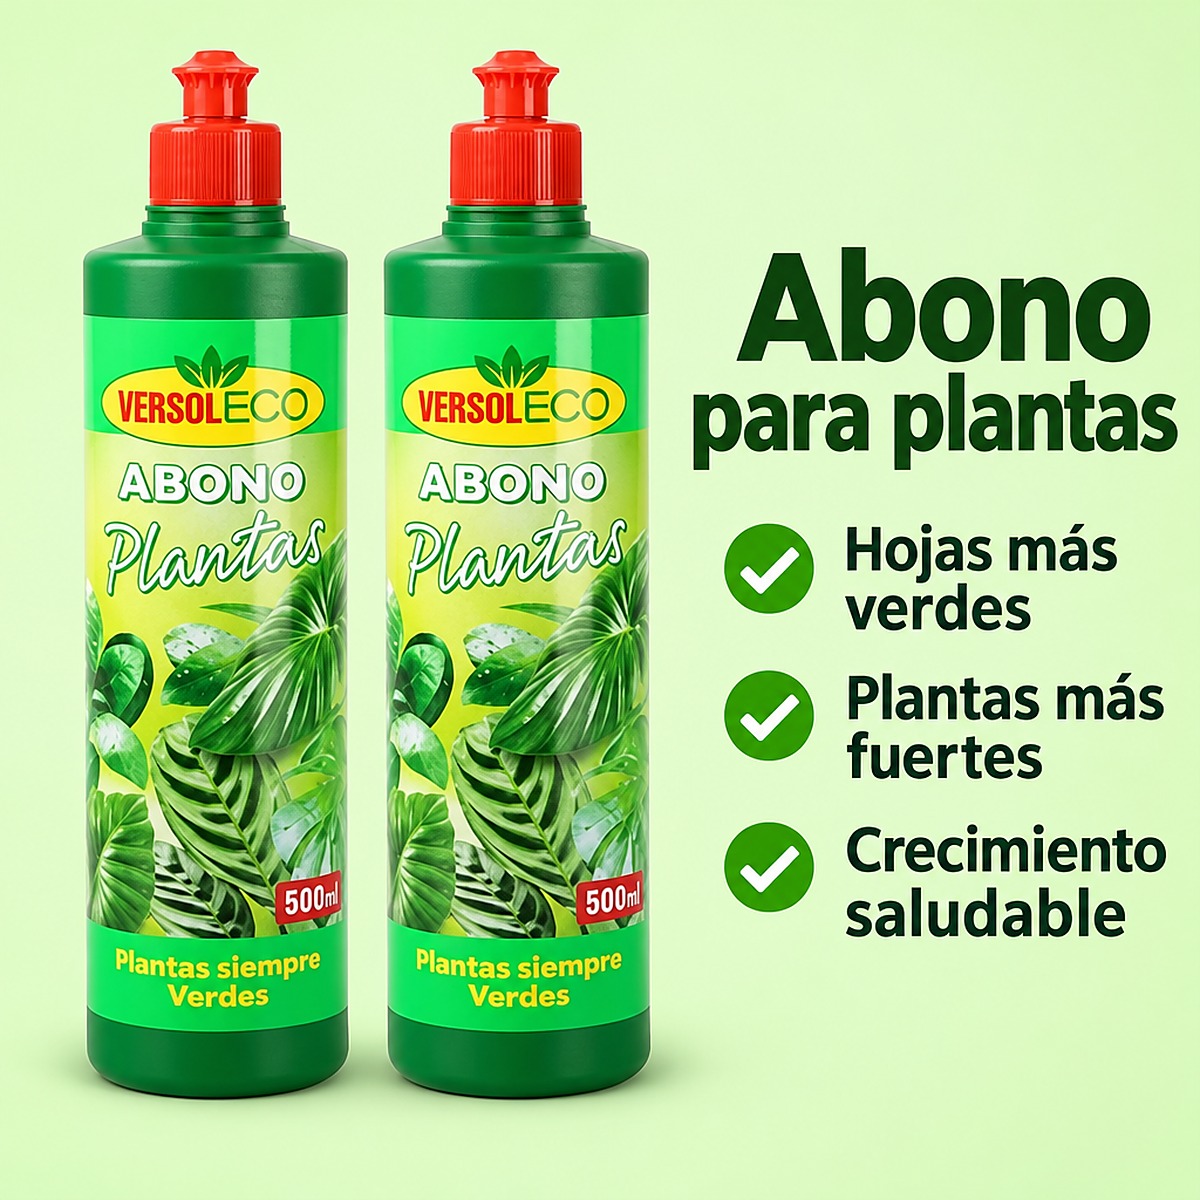 VERSOLECO
ABONO
Plantas
500ml
Plantas siempre
Verdes
VERSOLECO
ABONO
Plantas
500ml
Plantas siempre
Verdes
Abono
para plantas
Hojas más
verdes
Plantas más
fuertes
Crecimiento
saludable